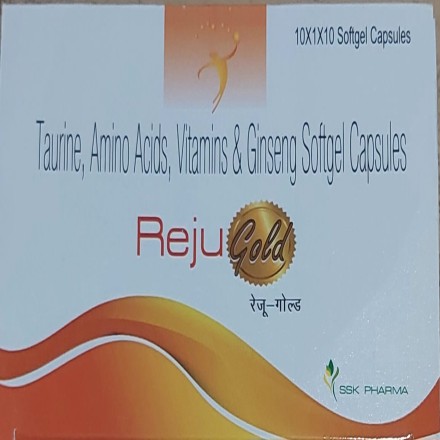 10X1X10 Softgel Capsules
Taurine, Amino Acids, Vitamins & Ginseng Softgel Capsules
Reju Gold
रेजू-गोल्ड
SSK PHARMA